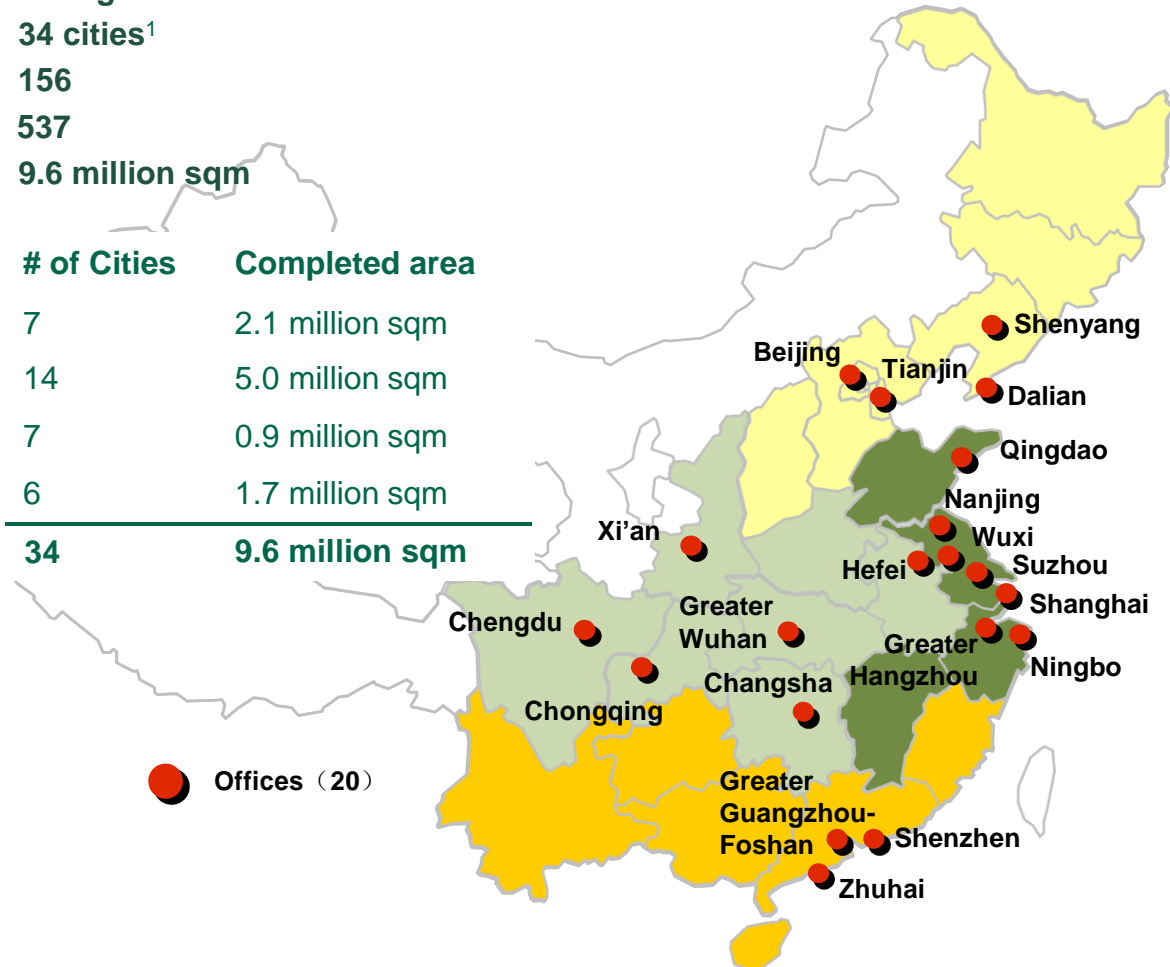 34 cities¹
156
537
9.6 million sqm
# of Cities Completed area
7 2.1 million sqm
14 5.0 million sqm
7 0.9 million sqm
6 1.7 million sqm
34 9.6 million sqm
Shenyang
Beijing
Tianjin
Dalian
Qingdao
Nanjing
Wuxi
Xi’an
Hefei
Suzhou
Shanghai
Chengdu
Greater
Wuhan
Greater
Hangzhou
Ningbo
Changsha
Chongqing
Offices（20）
Greater
Guangzhou-
Foshan
Shenzhen
Zhuhai